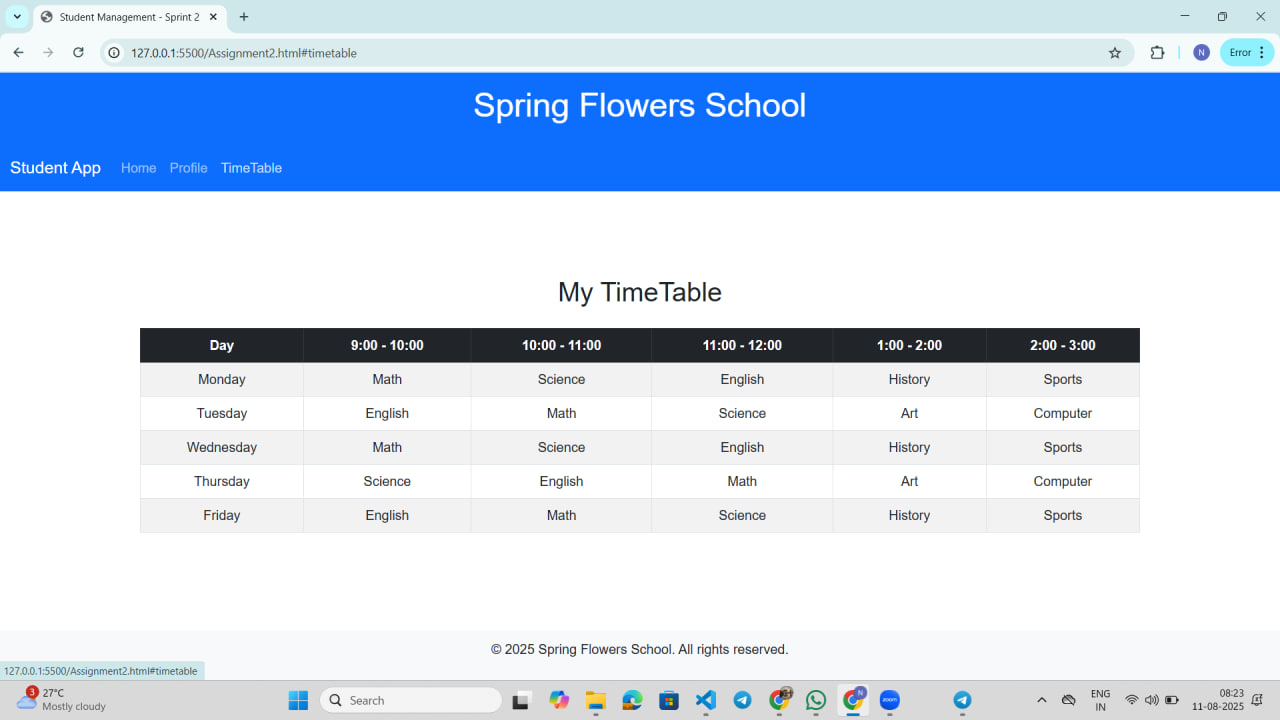 Student Management - Sprint 2
127.0.0.1:5500/Assignment2.html#timetable
N
Error
Spring Flowers School
Student App Home Profile TimeTable
My TimeTable
Day 9:00 - 10:00 10:00 - 11:00 11:00 - 12:00 1:00 - 2:00 2:00 - 3:00
Monday Math Science English History Sports
Tuesday English Math Science Art Computer
Wednesday Math Science English History Sports
Thursday Science English Math Art Computer
Friday English Math Science History Sports
© 2025 Spring Flowers School. All rights reserved.
127.0.0.1:5500/Assignment2.html#timetable
3
27°C
Mostly cloudy
Search
N
zoom
ENG
IN
08:23
11-08-2025